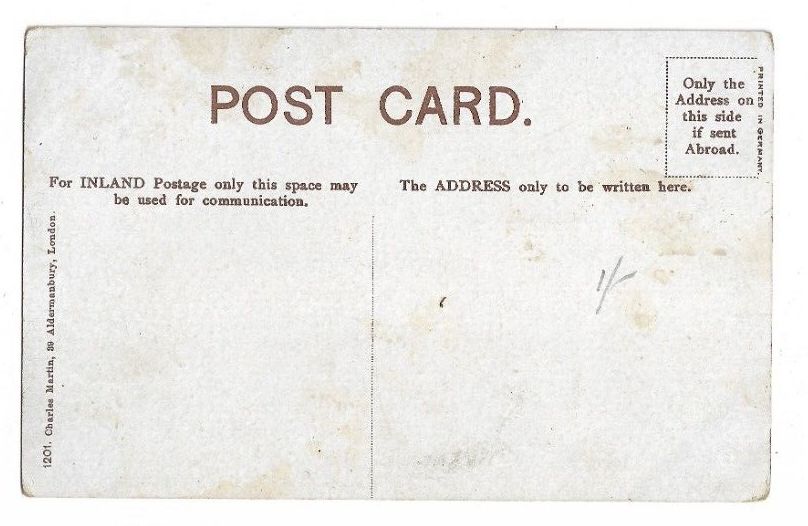 POST CARD.
Only the
Address on
this side
if sent
Abroad.
PRINTED IN GERMANY.
For INLAND Postage only this space may
be used for communication.
The ADDRESS only to be written here.
1/-
1201. Charles Martin, 39 Aldermanbury, London.